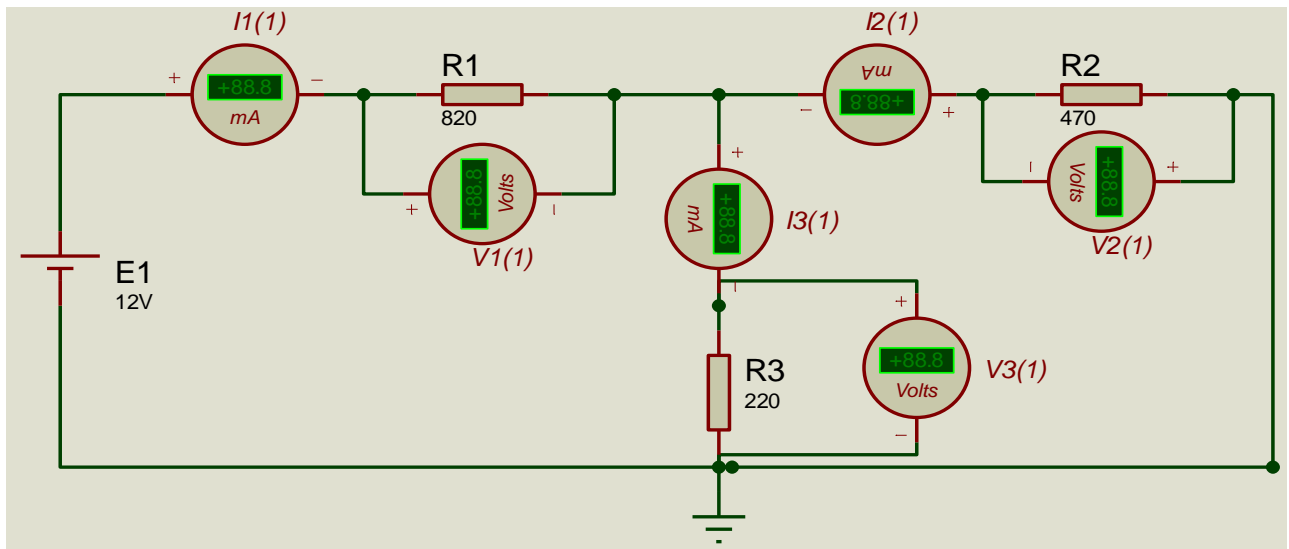 I1(1)
+
+88.8
mA
−
R1
820
+
+88.8
Volts
−
V1(1)
I2(1)
−
mA
+88.8
+
R2
470
−
Volts
+88.8
+
V2(1)
+
mA
+88.8
−
I3(1)
E1
12V
R3
220
+
+88.8
Volts
−
V3(1)